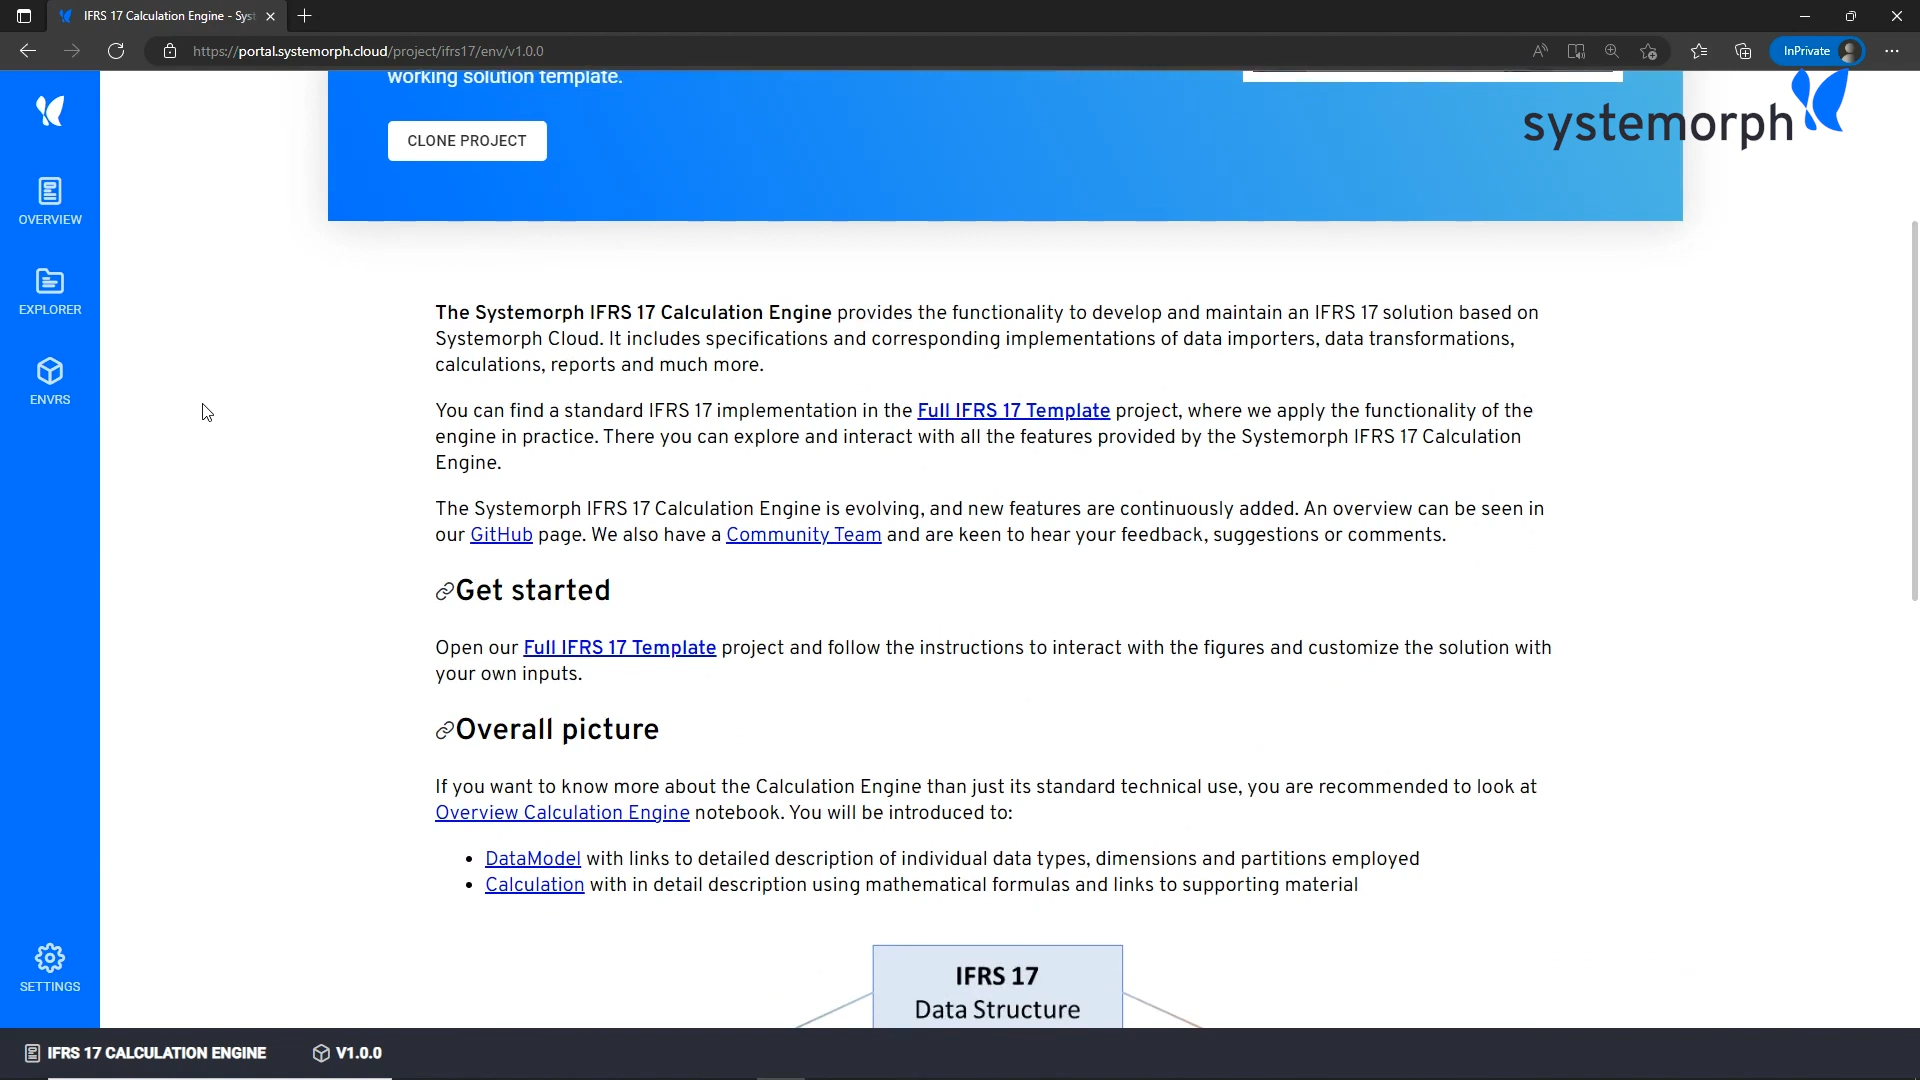 IFRS 17 Calculation Engine - Syst
https://portal.systemorph.cloud/project/ifrs17/env/v1.0.0
InPrivate
working solution template.
CLONE PROJECT
systemorph
OVERVIEW
EXPLORER
ENVRS
SETTINGS
The Systemorph IFRS 17 Calculation Engine provides the functionality to develop and maintain an IFRS 17 solution based on
Systemorph Cloud. It includes specifications and corresponding implementations of data importers, data transformations,
calculations, reports and much more.
You can find a standard IFRS 17 implementation in the Full IFRS 17 Template project, where we apply the functionality of the
engine in practice. There you can explore and interact with all the features provided by the Systemorph IFRS 17 Calculation
Engine.
The Systemorph IFRS 17 Calculation Engine is evolving, and new features are continuously added. An overview can be seen in
our GitHub page. We also have a Community Team and are keen to hear your feedback, suggestions or comments.
Get started
Open our Full IFRS 17 Template project and follow the instructions to interact with the figures and customize the solution with
your own inputs.
Overall picture
If you want to know more about the Calculation Engine than just its standard technical use, you are recommended to look at
Overview Calculation Engine notebook. You will be introduced to:
• DataModel with links to detailed description of individual data types, dimensions and partitions employed
• Calculation with in detail description using mathematical formulas and links to supporting material
IFRS 17
Data Structure
IFRS 17 CALCULATION ENGINE
V1.0.0